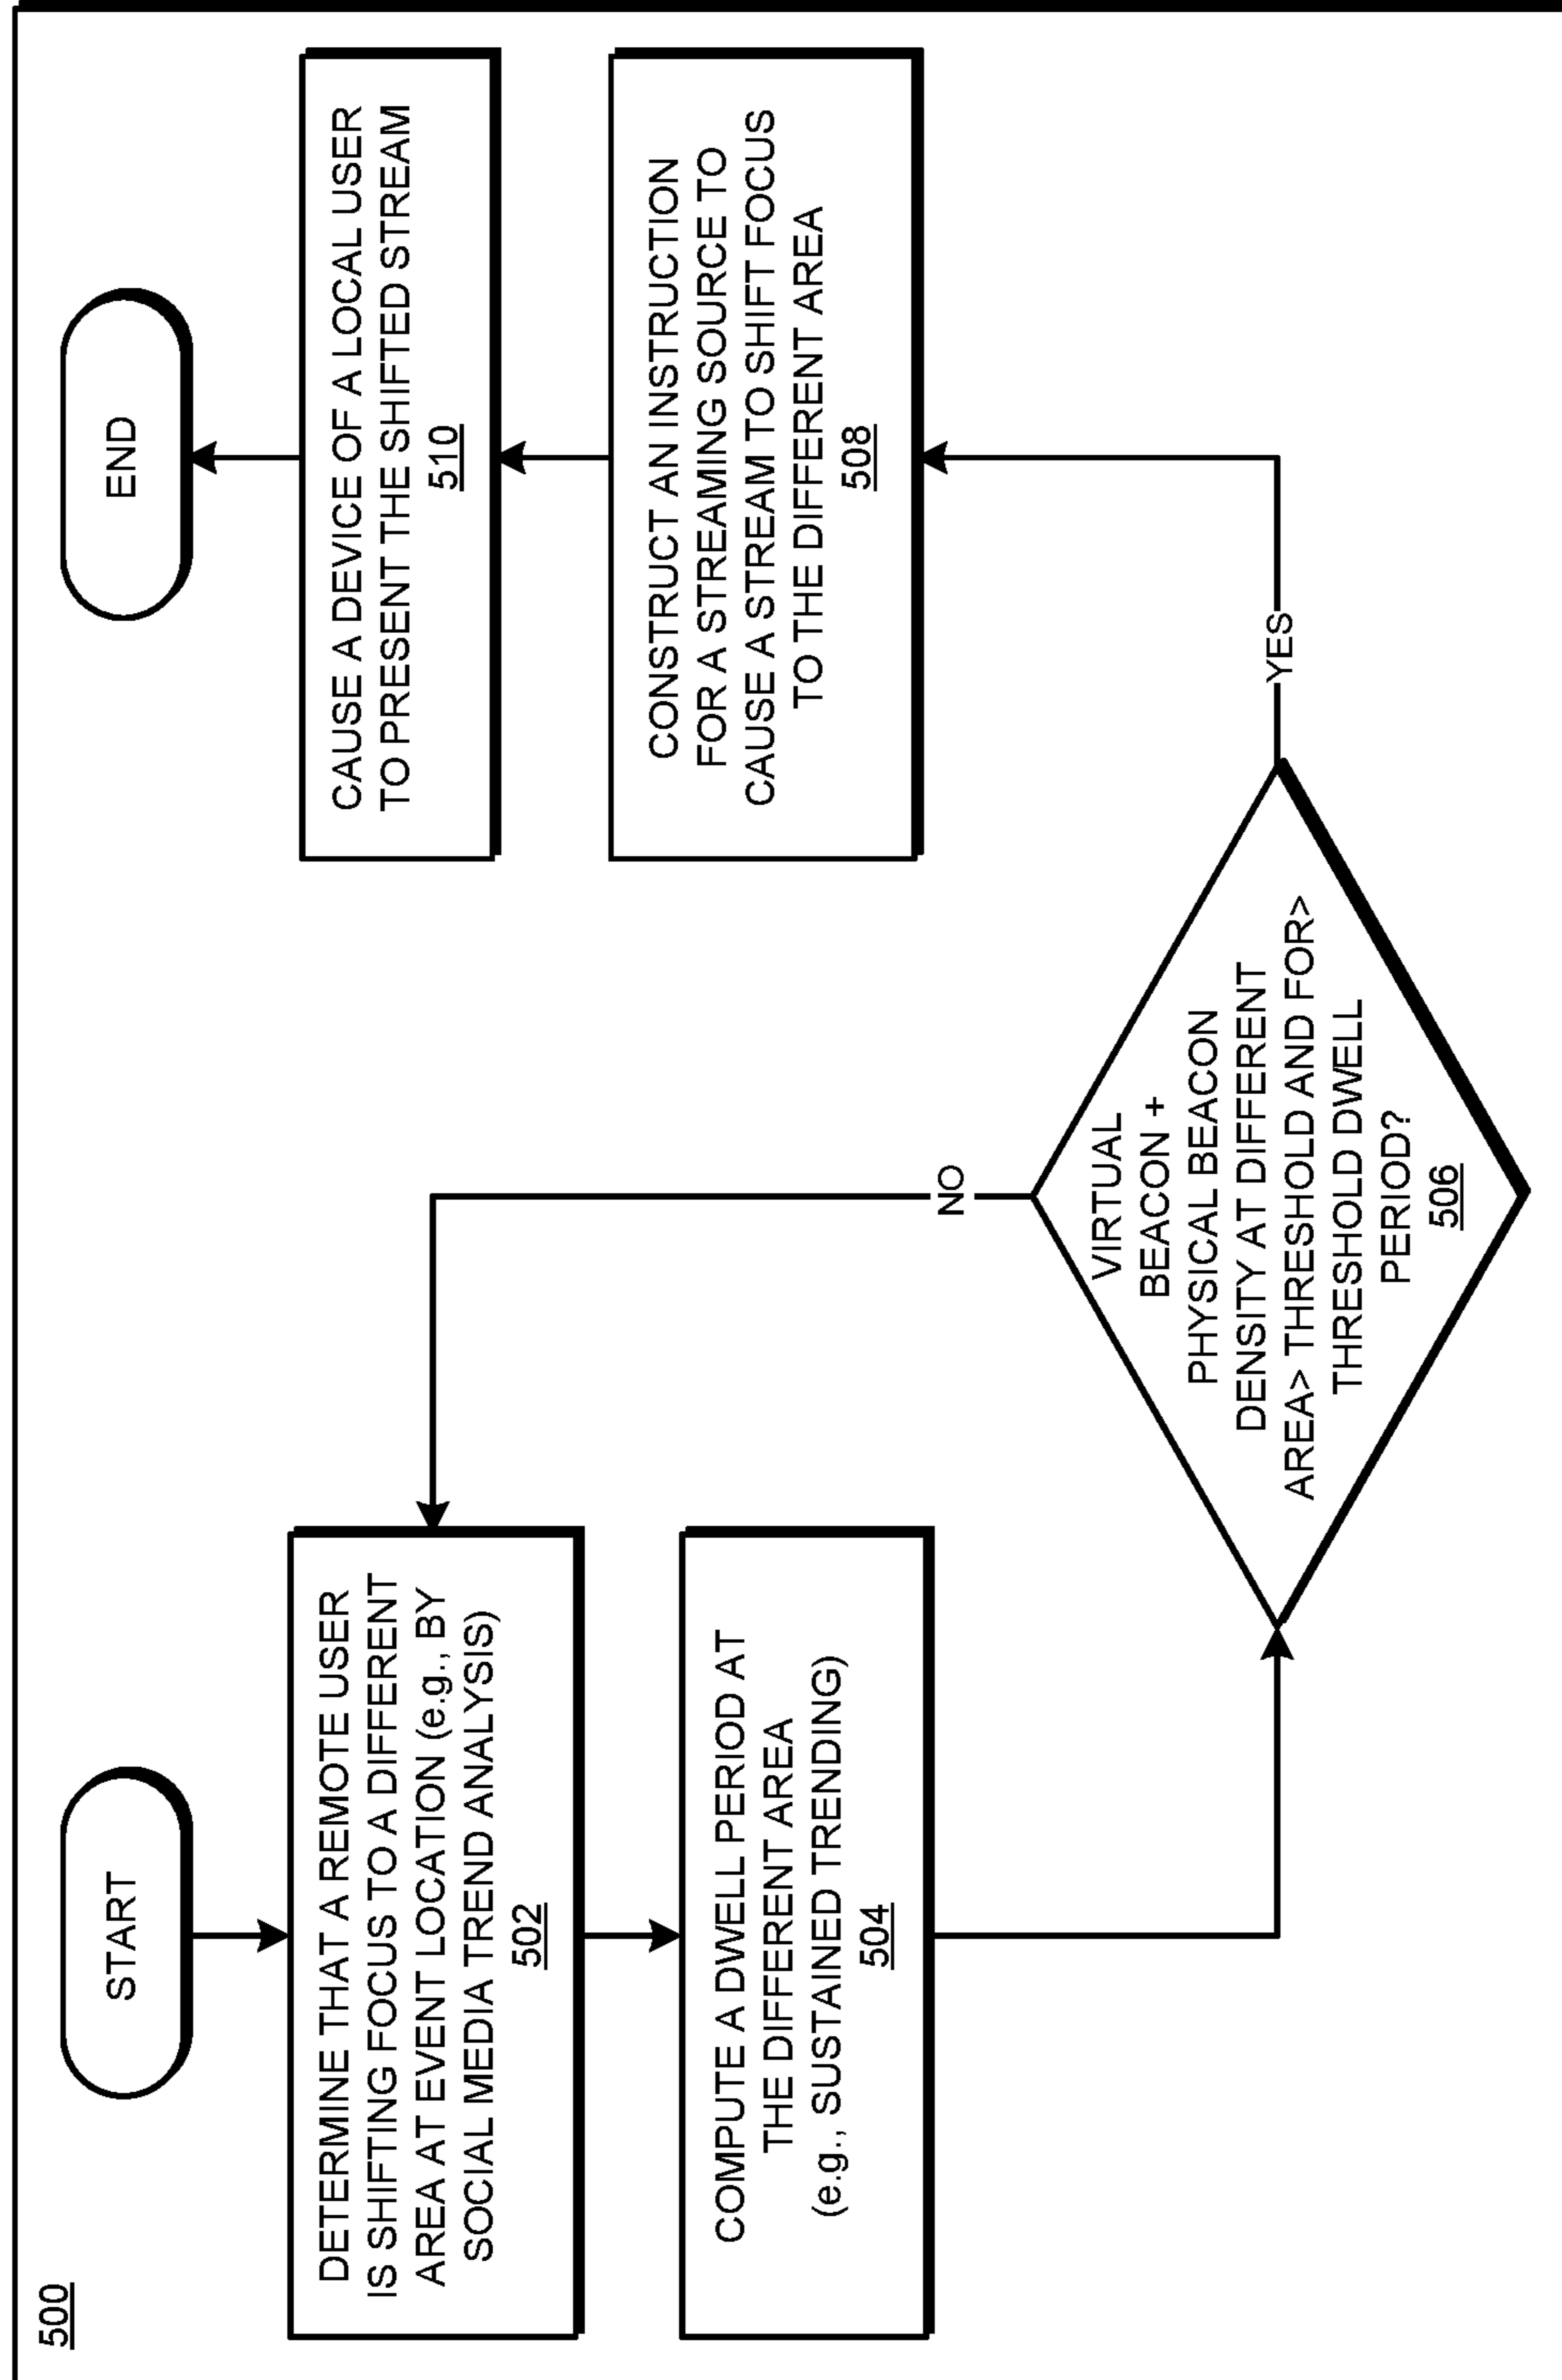 500
START
DETERMINE THAT A REMOTE USER
IS SHIFTING FOCUS TO A DIFFERENT
AREA AT EVENT LOCATION (e.g., BY
SOCIAL MEDIA TREND ANALYSIS)
502
COMPUTE A DWELL PERIOD AT
THE DIFFERENT AREA
(e.g., SUSTAINED TRENDING)
504
VIRTUAL
BEACON +
PHYSICAL BEACON
DENSITY AT DIFFERENT
AREA> THRESHOLD AND FOR>
THRESHOLD DWELL
PERIOD?
506
NO
YES
CONSTRUCT AN INSTRUCTION
FOR A STREAMING SOURCE TO
CAUSE A STREAM TO SHIFT FOCUS
TO THE DIFFERENT AREA
508
CAUSE A DEVICE OF A LOCAL USER
TO PRESENT THE SHIFTED STREAM
510
END